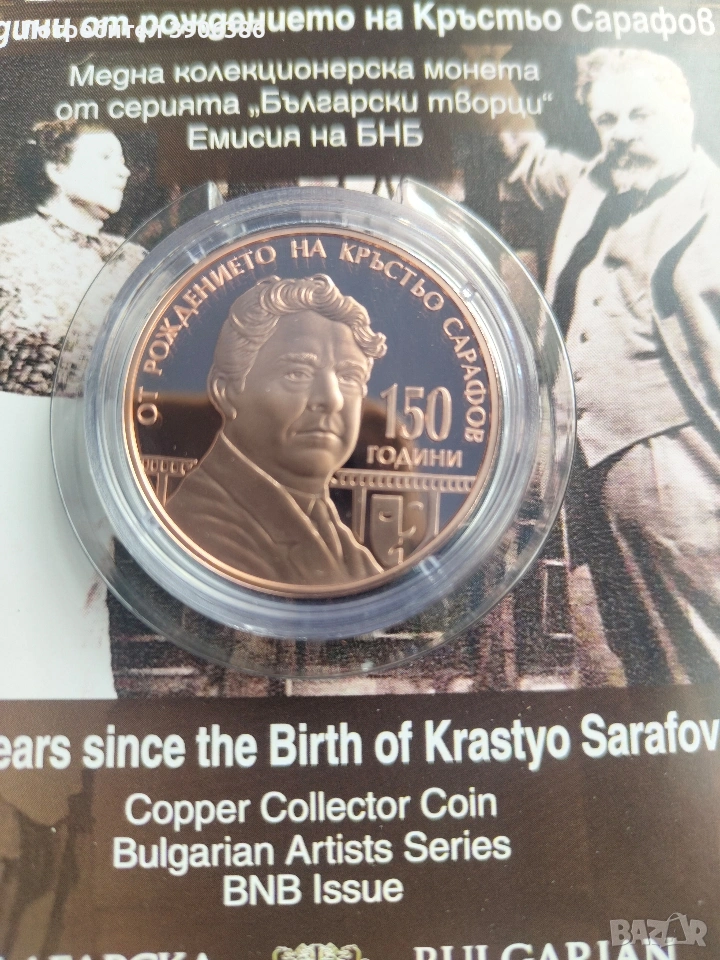 дини от рождението на Кръстьо Сарафов
Медна колекционерска монета
от серията „Български творци“
Емисия на БНБ
ОТ РОЖДЕНИЕТО НА КРЪСТЬО САРАФОВ
150
ГОДИНИ
ears since the Birth of Krastyo Sarafov
Copper Collector Coin
Bulgarian Artists Series
BNB Issue
BULGARIAN
BAZAR